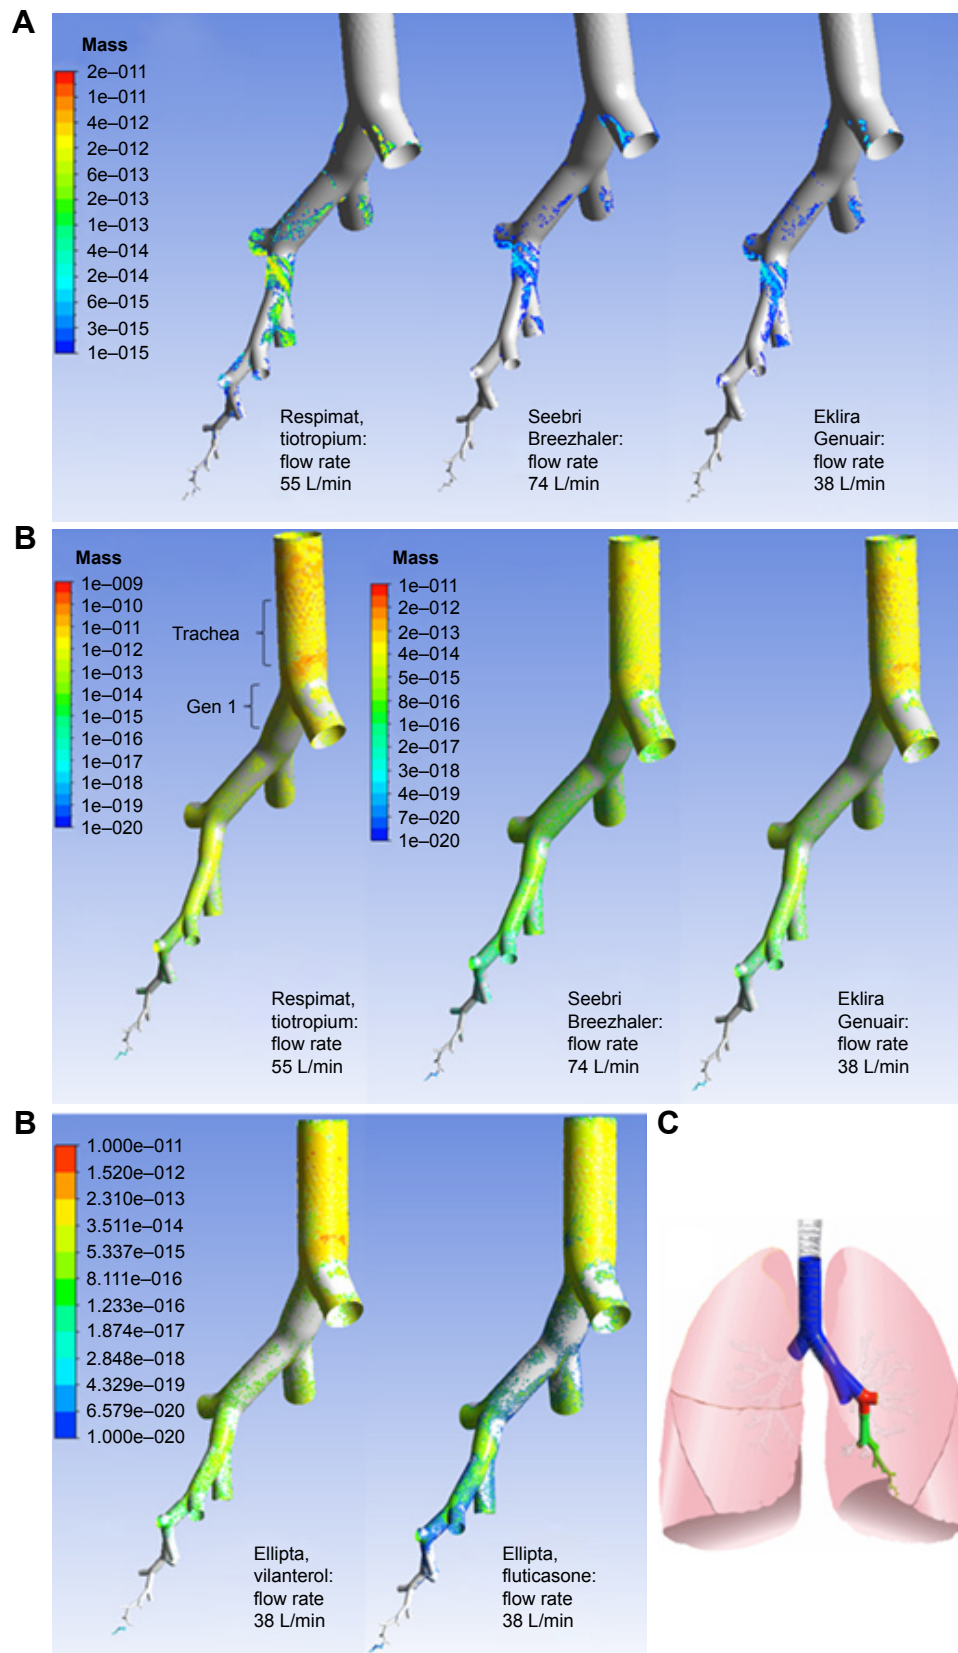 A
Mass
2e–011
1e–011
4e–012
2e–012
6e–013
2e–013
1e–013
4e–014
2e–014
6e–015
3e–015
1e–015
Respimat,
tiotropium:
flow rate
55 L/min
Seebri
Breezhaler:
flow rate
74 L/min
Eklira
Genuair:
flow rate
38 L/min
B
Mass
1e–009
1e–010
1e–011
1e–012
1e–013
1e–014
1e–015
1e–016
1e–017
1e–018
1e–019
1e–020
Trachea
Gen 1
Mass
1e–011
2e–012
2e–013
4e–014
5e–015
8e–016
1e–016
2e–017
3e–018
4e–019
7e–020
1e–020
Respimat,
tiotropium:
flow rate
55 L/min
Seebri
Breezhaler:
flow rate
74 L/min
Eklira
Genuair:
flow rate
38 L/min
B
1.000e–011
1.520e–012
2.310e–013
3.511e–014
5.337e–015
8.111e–016
1.233e–016
1.874e–017
2.848e–018
4.329e–019
6.579e–020
1.000e–020
Ellipta,
vilanterol:
flow rate
38 L/min
Ellipta,
fluticasone:
flow rate
38 L/min
C